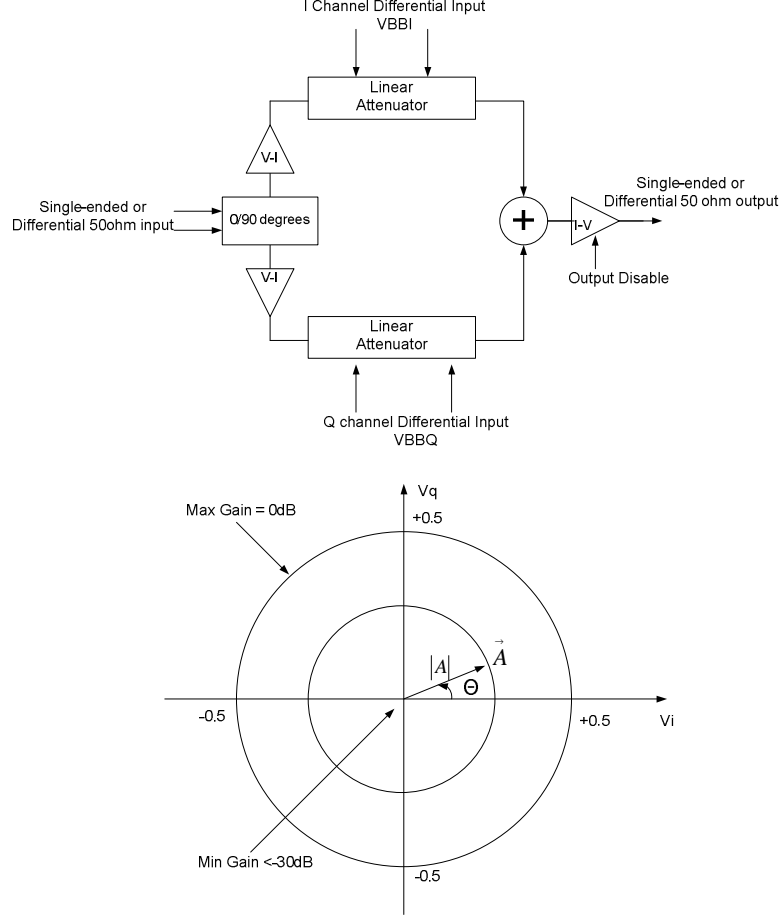 I Channel Differential Input
VBBI
Linear
Attenuator
V-I
Single-ended or
Differential 50ohm input
0/90 degrees
+
I-V
Single-ended or
Differential 50 ohm output
Output Disable
V-I
Linear
Attenuator
Q channel Differential Input
VBBQ
Vq
+0.5
Max Gain = 0dB
|A|
A
Θ
-0.5
+0.5
Vi
Min Gain <-30dB
-0.5